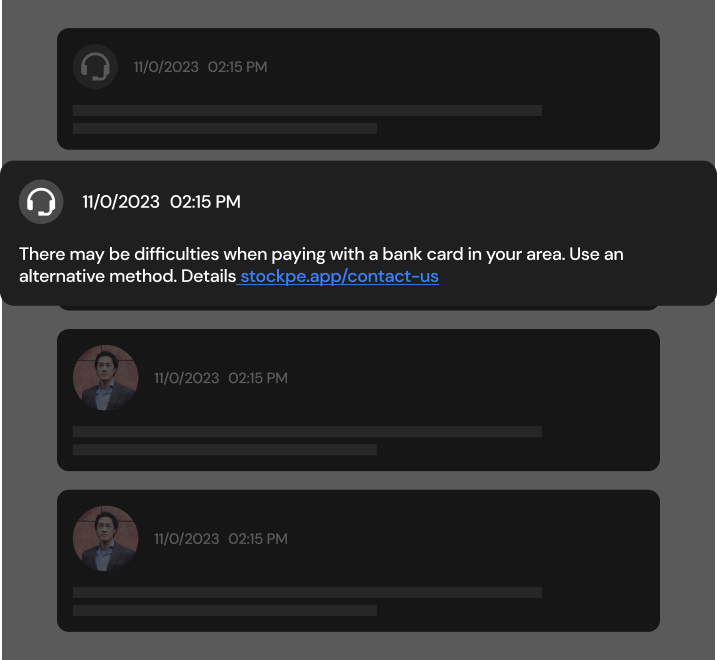 11/0/2023 02:15 PM
11/0/2023 02:15 PM
There may be difficulties when paying with a bank card in your area. Use an
alternative method. Details stockpe.app/contact-us
11/0/2023 02:15 PM
11/0/2023 02:15 PM